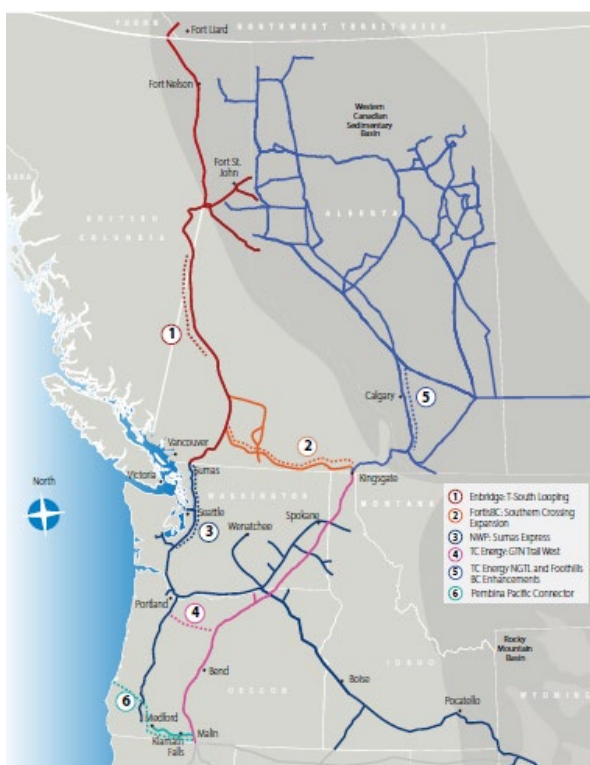 YUKON
NORTHWEST TERRITORIES
Fort Liard
Fort Nelson
Western
Canadian
Sedimentary
Basin
Fort St.
John
BRITISH
COLUMBIA
ALBERTA
1
Calgary
5
2
Vancouver
Kingsgate
Sumas
Victoria
North
WASHINGTON
MONTANA
Seattle
Spokane
Wenatchee
3
1 Enbridge: T-South Looping
2 FortisBC: Southern Crossing
Expansion
3 NWP: Sumas Express
4 TC Energy: GTN Trail West
5 TC Energy NGTL and Foothills
BC Enhancements
6 Pembina Pacific Connector
Portland
4
Rocky
Mountain
Basin
Bend
IDAHO
OREGON
Boise
WYOMING
6
Pocatello
Medford
Malin
Klamath
Falls